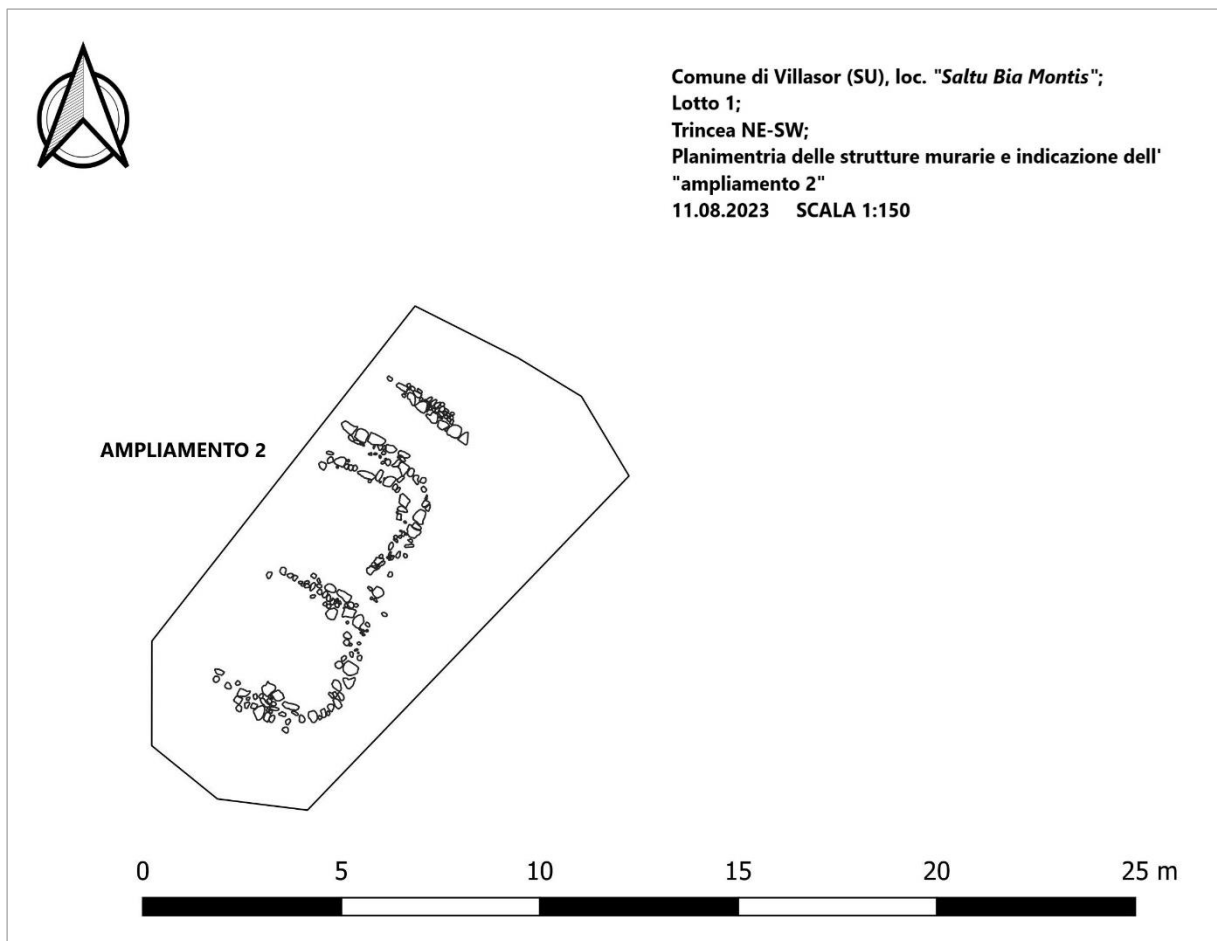 Comune di Villasor (SU), loc. "Saltu Bia Montis";
Lotto 1;
Trincea NE-SW;
Planimentria delle strutture murarie e indicazione dell'
"ampliamento 2"
11.08.2023 SCALA 1:150
AMPLIAMENTO 2
0 5 10 15 20 25 m